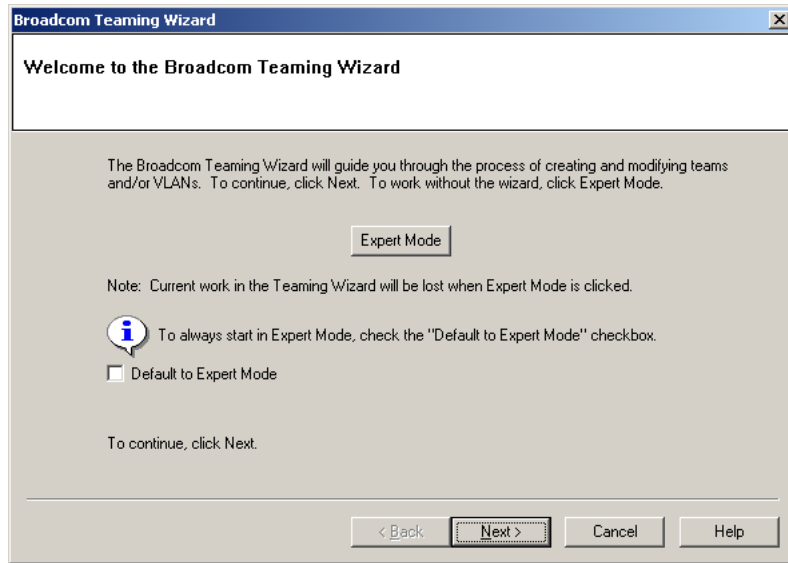 Broadcom Teaming Wizard
Welcome to the Broadcom Teaming Wizard
The Broadcom Teaming Wizard will guide you through the process of creating and modifying teams
and/or VLANs. To continue, click Next. To work without the wizard, click Expert Mode.
Expert Mode
Note: Current work in the Teaming Wizard will be lost when Expert Mode is clicked.
To always start in Expert Mode, check the "Default to Expert Mode" checkbox.
Default to Expert Mode
To continue, click Next.
< Back Next > Cancel Help